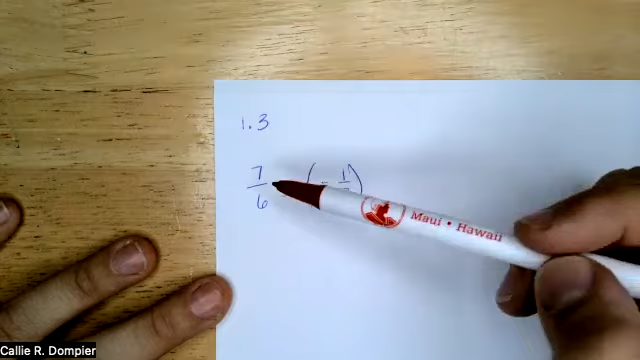 1.3
7
6
( - 1 )
Maui • Hawaii
Callie R. Dompier